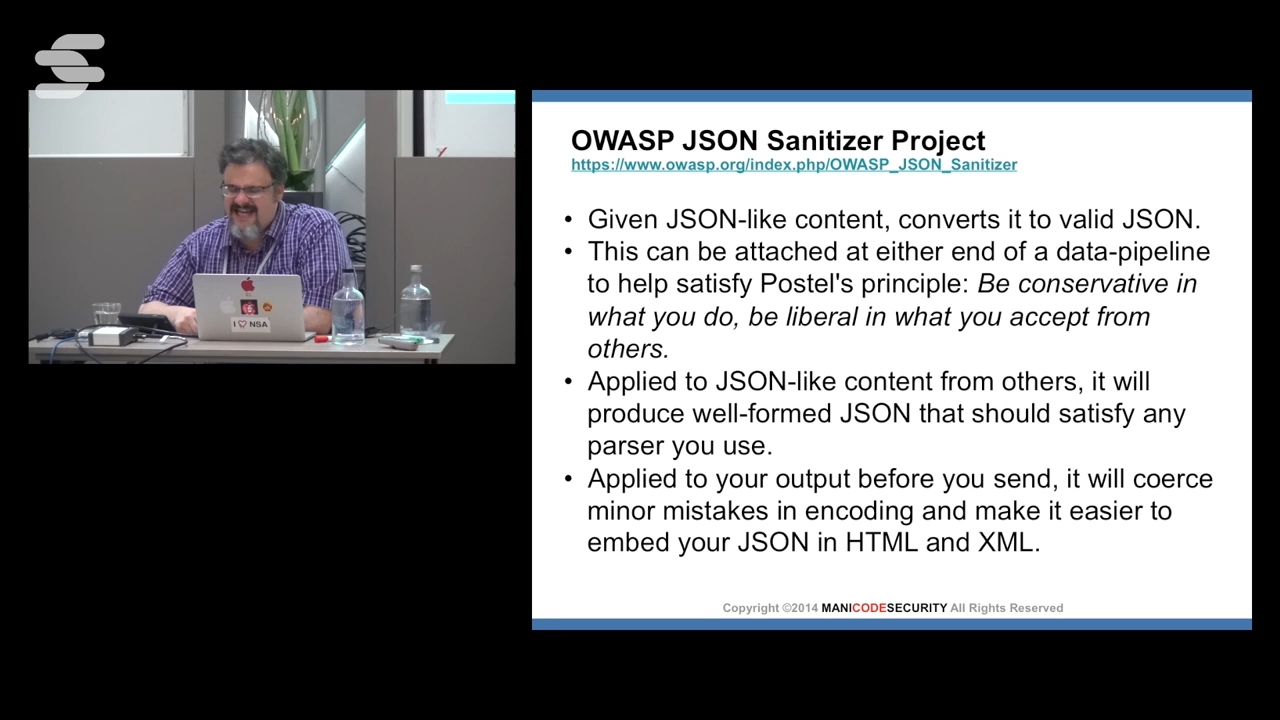 OWASP JSON Sanitizer Project
https://www.owasp.org/index.php/OWASP_JSON_Sanitizer
• Given JSON-like content, converts it to valid JSON.
• This can be attached at either end of a data-pipeline
to help satisfy Postel's principle: Be conservative in
what you do, be liberal in what you accept from
others.
• Applied to JSON-like content from others, it will
produce well-formed JSON that should satisfy any
parser you use.
• Applied to your output before you send, it will coerce
minor mistakes in encoding and make it easier to
embed your JSON in HTML and XML.
Copyright ©2014 MANICODESECURITY All Rights Reserved
I ♡ NSA